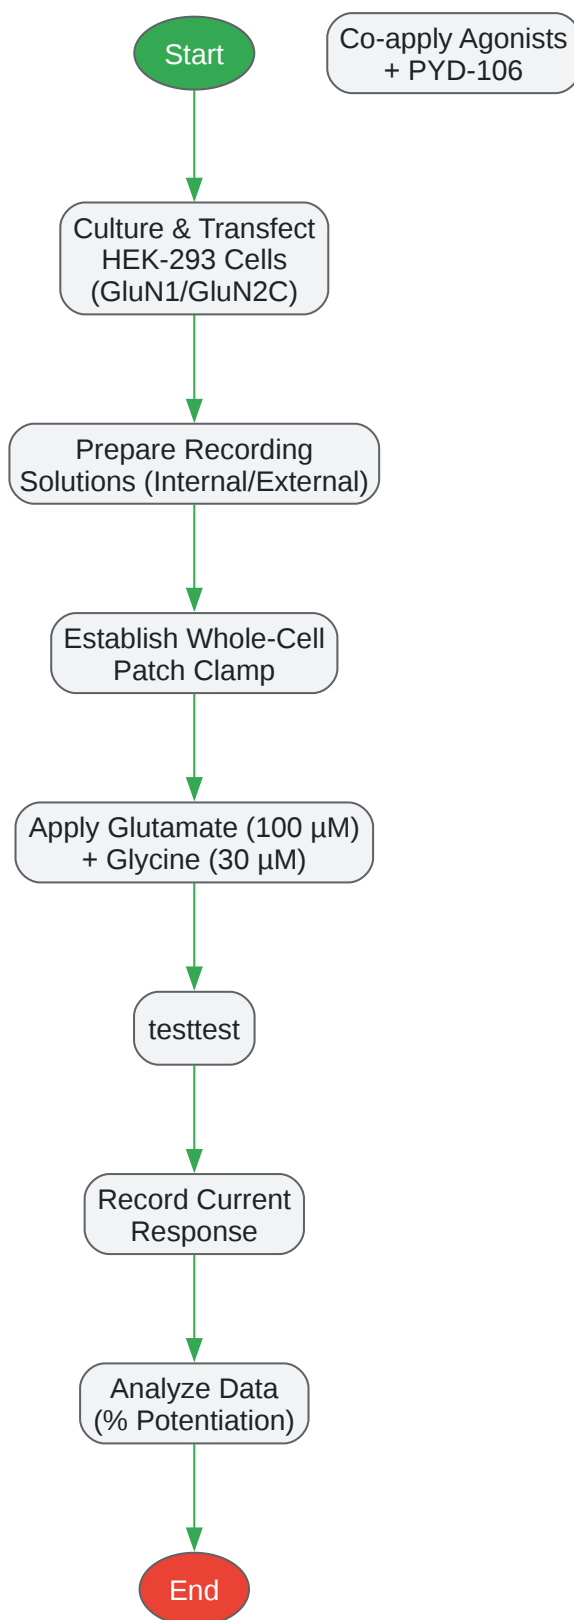 Start
Co-apply Agonists
+ PYD-106
Culture & Transfect
HEK-293 Cells
(GluN1/GluN2C)
Prepare Recording
Solutions (Internal/External)
Establish Whole-Cell
Patch Clamp
Apply Glutamate (100 µM)
+ Glycine (30 µM)
testtest
Record Current
Response
Analyze Data
(% Potentiation)
End